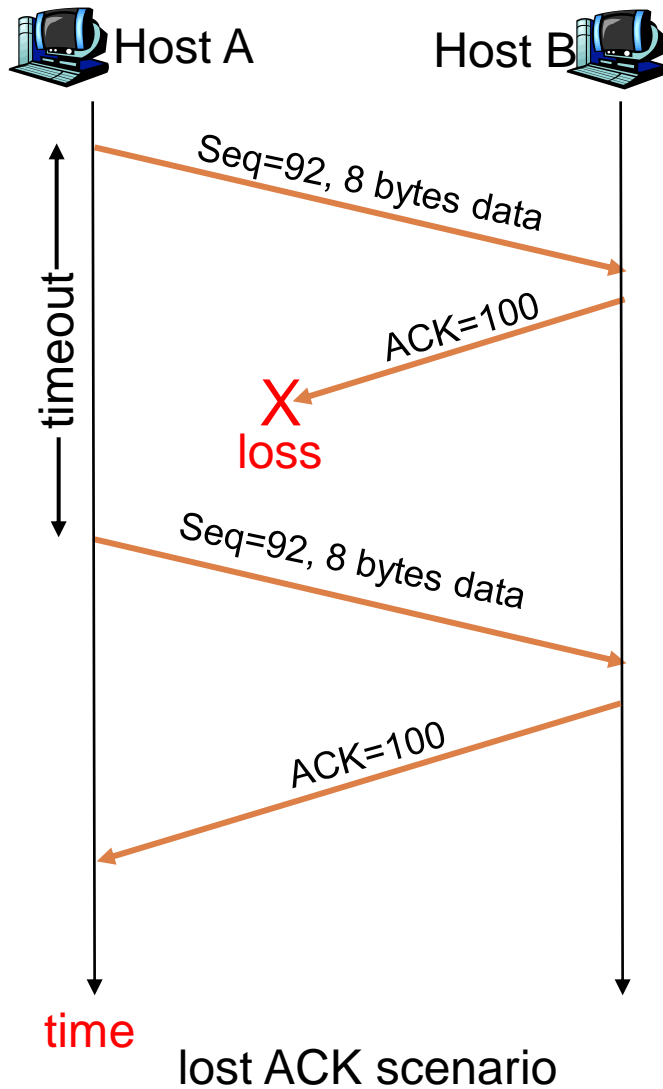 Host A
Host B
Seq=92, 8 bytes data
timeout
ACK=100
X
loss
Seq=92, 8 bytes data
ACK=100
time
lost ACK scenario